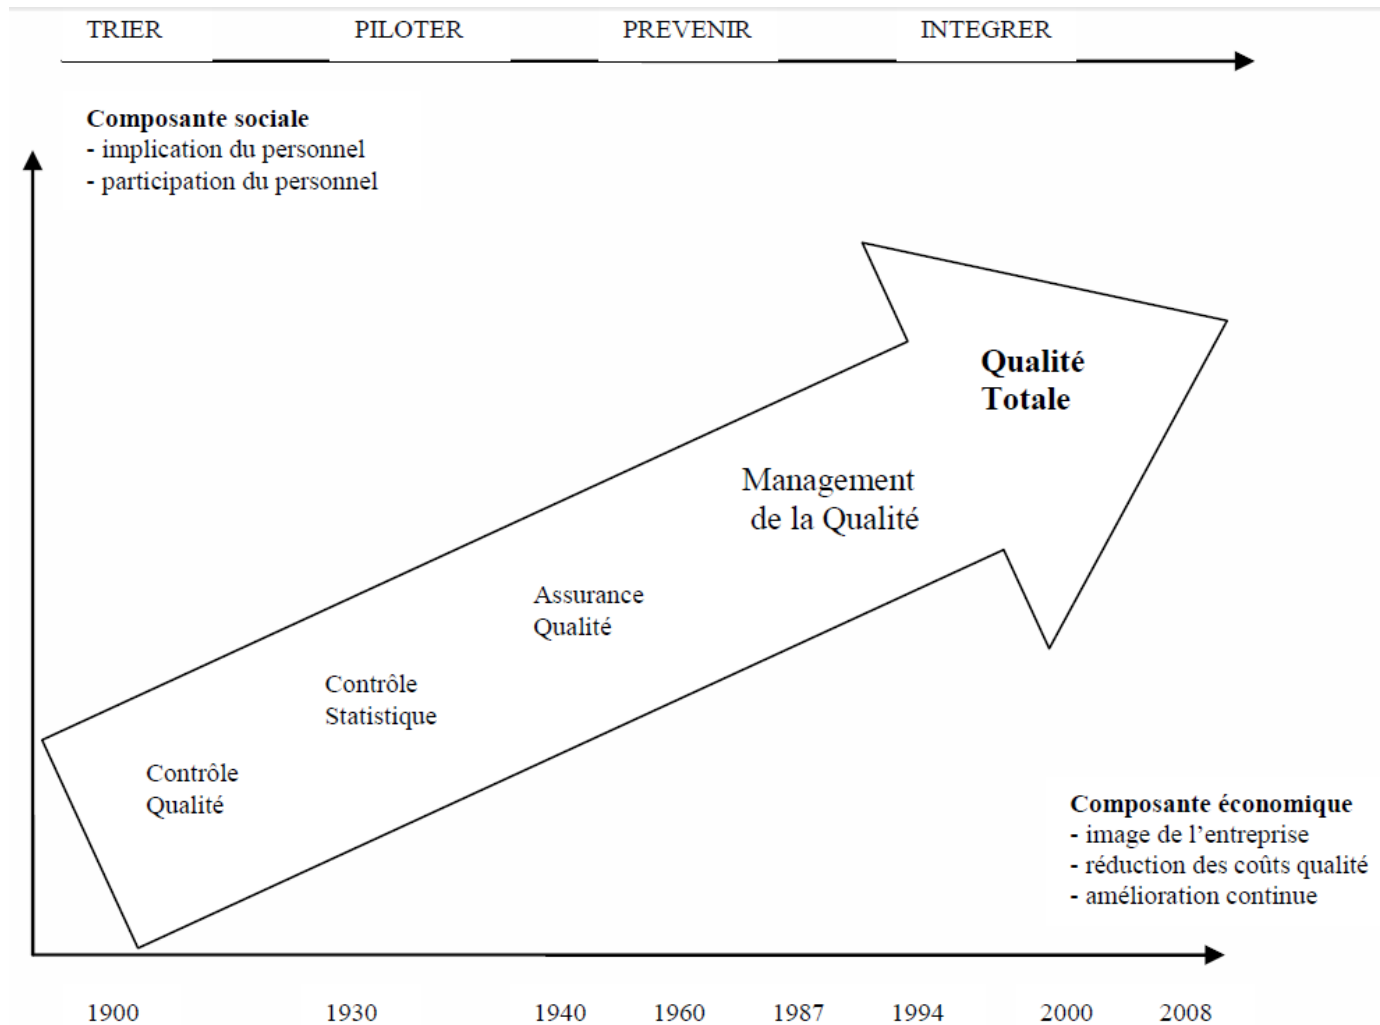 TRIER PILOTER PREVENIR INTEGRER
Composante sociale
- implication du personnel
- participation du personnel
Qualité
Totale
Management
de la Qualité
Assurance
Qualité
Contrôle
Statistique
Contrôle
Qualité
Composante économique
- image de l’entreprise
- réduction des coûts qualité
- amélioration continue
1900 1930 1940 1960 1987 1994 2000 2008